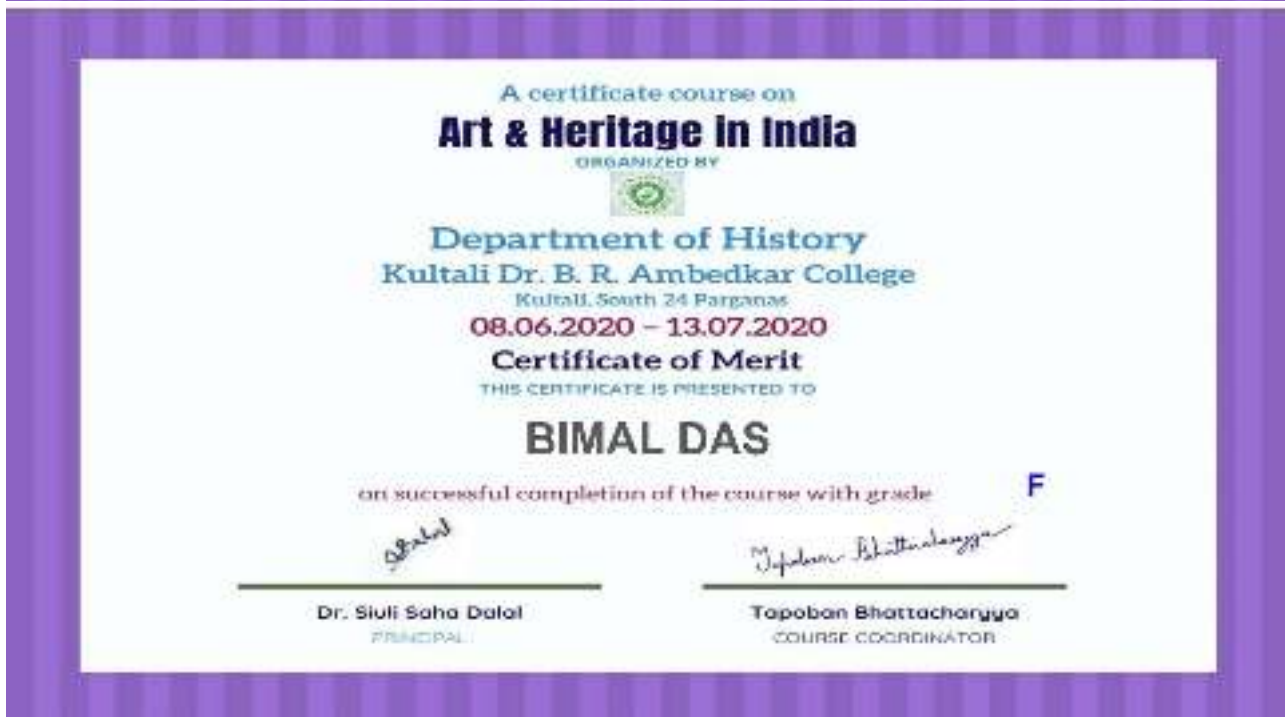 A certificate course on
Art & Heritage in India
ORGANIZED BY
Department of History
Kultali Dr. B. R. Ambedkar College
Kultali, South 24 Parganas
08.06.2020 – 13.07.2020
Certificate of Merit
THIS CERTIFICATE IS PRESENTED TO
BIMAL DAS
on successful completion of the course with grade F
Tapoban Bhattacharyya
Dr. Siuli Saha Dalal Tapoban Bhattacharyya
PRINCIPAL COURSE COORDINATOR